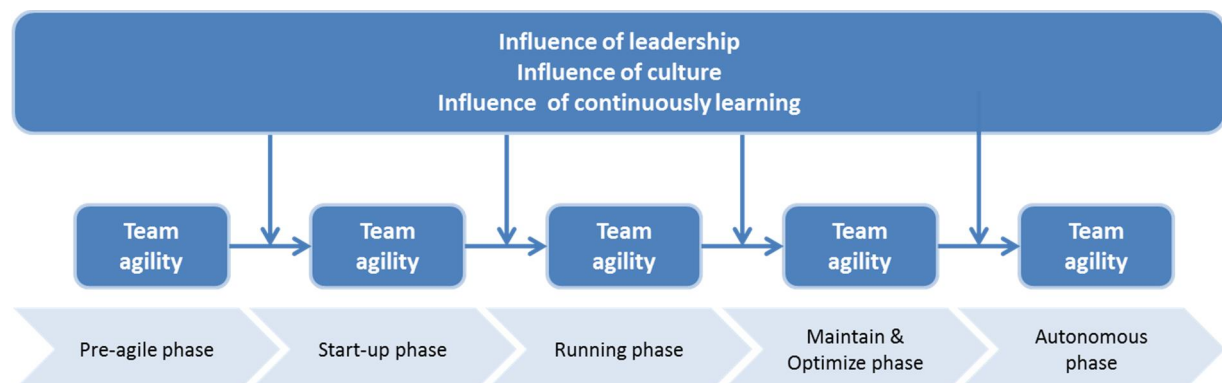 Influence of leadership
Influence of culture
Influence of continuously learning
Team
agility
Team
agility
Team
agility
Team
agility
Team
agility
Pre-agile phase
Start-up phase
Running phase
Maintain &
Optimize phase
Autonomous
phase